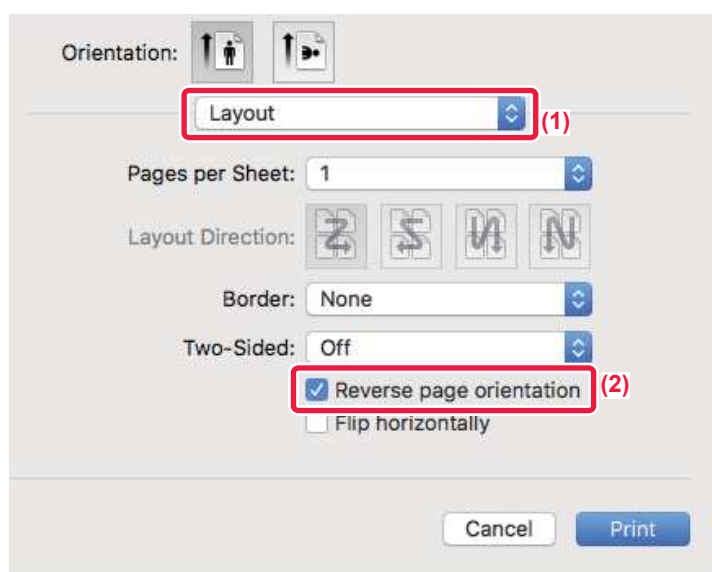 Orientation:
Layout
(1)
Pages per Sheet: 1
Layout Direction:
Border: None
Two-Sided: Off
Reverse page orientation
(2)
Flip horizontally
Cancel Print